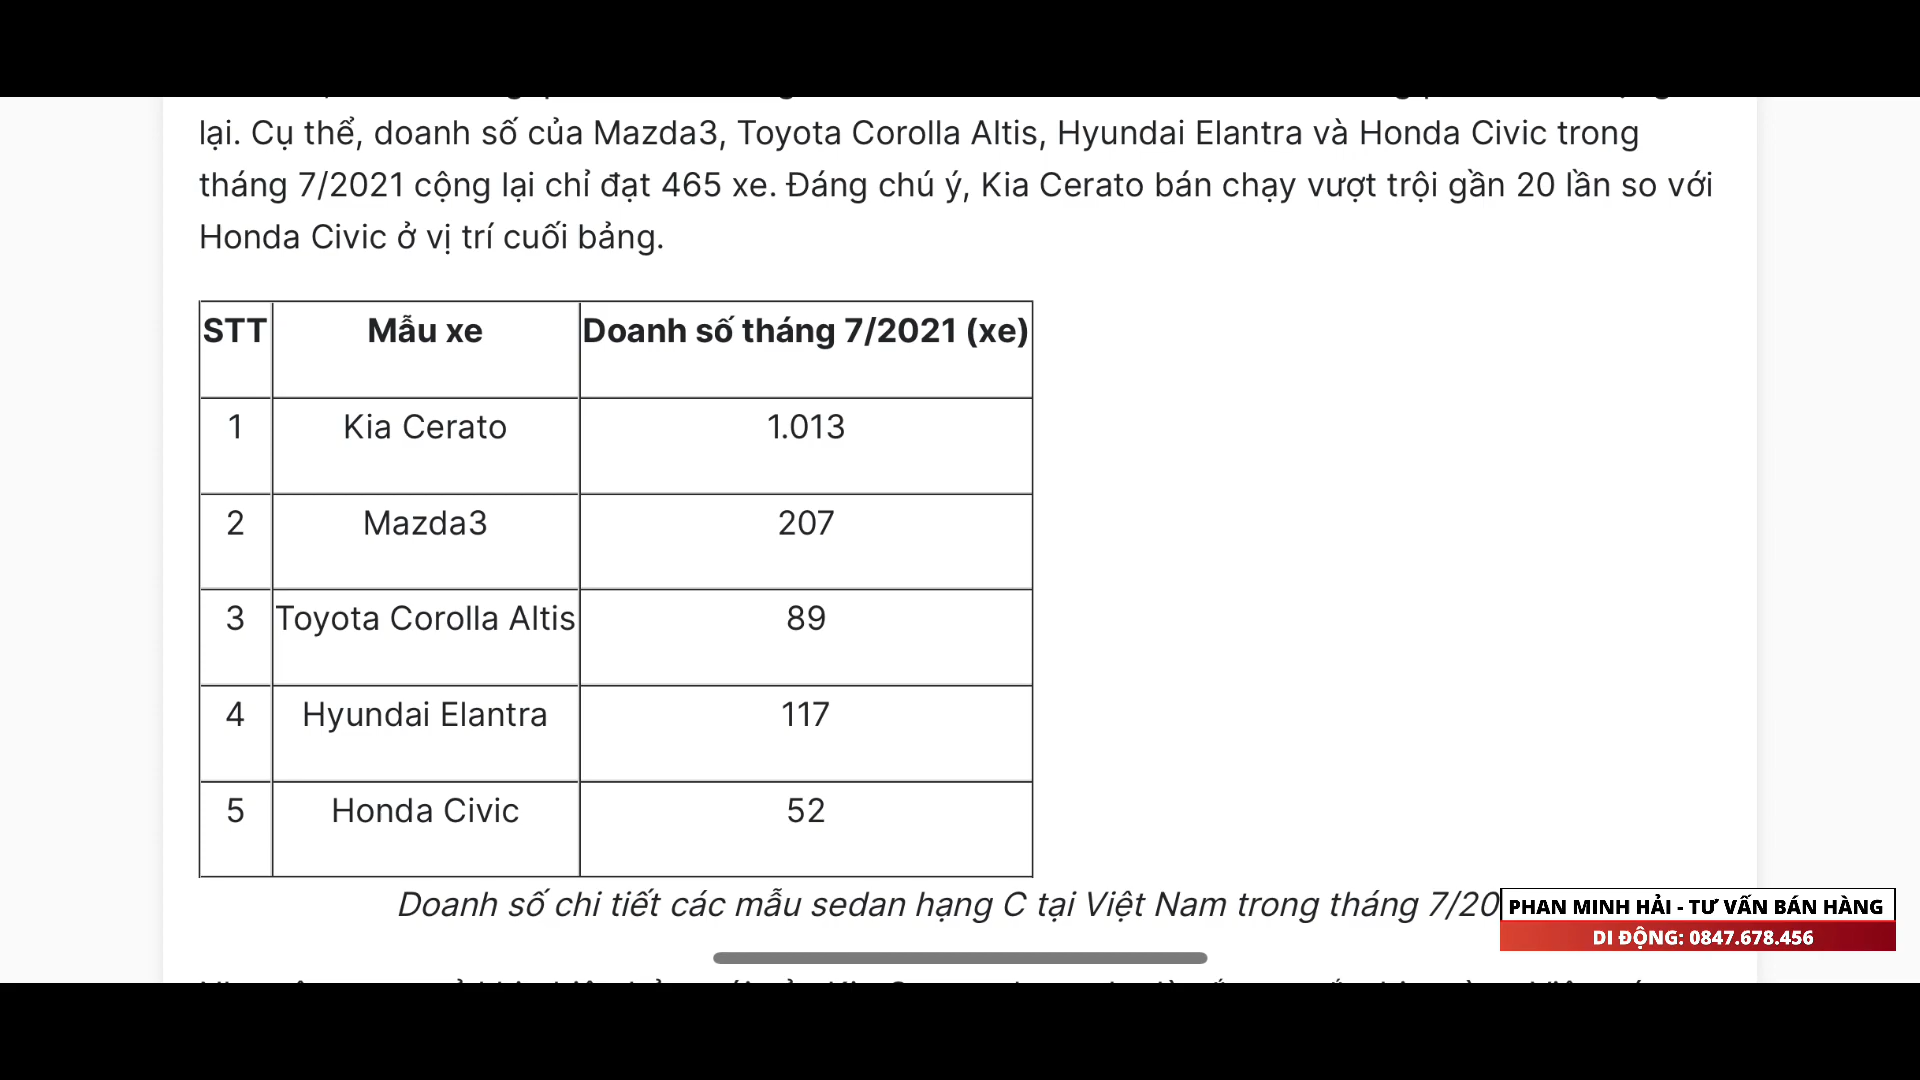 lại. Cụ thể, doanh số của Mazda3, Toyota Corolla Altis, Hyundai Elantra và Honda Civic trong
tháng 7/2021 cộng lại chỉ đạt 465 xe. Đáng chú ý, Kia Cerato bán chạy vượt trội gần 20 lần so với
Honda Civic ở vị trí cuối bảng.
STT Mẫu xe Doanh số tháng 7/2021 (xe)
1 Kia Cerato 1.013
2 Mazda3 207
3 Toyota Corolla Altis 89
4 Hyundai Elantra 117
5 Honda Civic 52
Doanh số chi tiết các mẫu sedan hạng C tại Việt Nam trong tháng 7/20
PHAN MINH HẢI - TƯ VẤN BÁN HÀNG
DI ĐỘNG: 0847.678.456